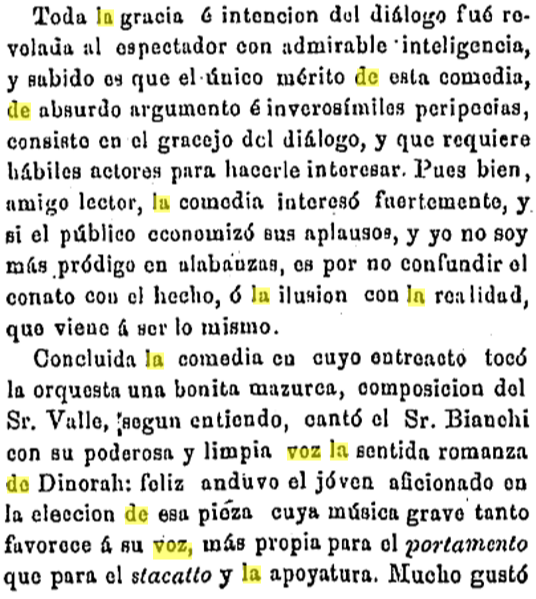 Toda la gracia é intencion del diálogo fué re-
velada al espectador con admirable inteligencia,
y sabido es que el único mérito de esta comedia,
de absurdo argumento é inverosímiles peripecias,
consiste en el gracejo del diálogo, y que requiere
hábiles actores para hacerle interesar. Pues bien,
amigo lector, la comedia interesó fuertemente, y
si el público economizó sus aplausos, y yo no soy
más pródigo en alabanzas, es por no confundir el
conato con el hecho, ó la ilusion con la realidad,
que viene á ser lo mismo.
Concluida la comedia en cuyo entreacto tocó
la orquesta una bonita mazurca, composicion del
Sr. Valle, segun entiendo, cantó el Sr. Bianchi
con su poderosa y limpia voz la sentida romanza
de Dinorah: feliz anduvo el jóven aficionado en
la eleccion de esa pieza cuya música grave tanto
favorece á su voz, más propia para el portamento
que para el stacatto y la apoyatura. Mucho gustó